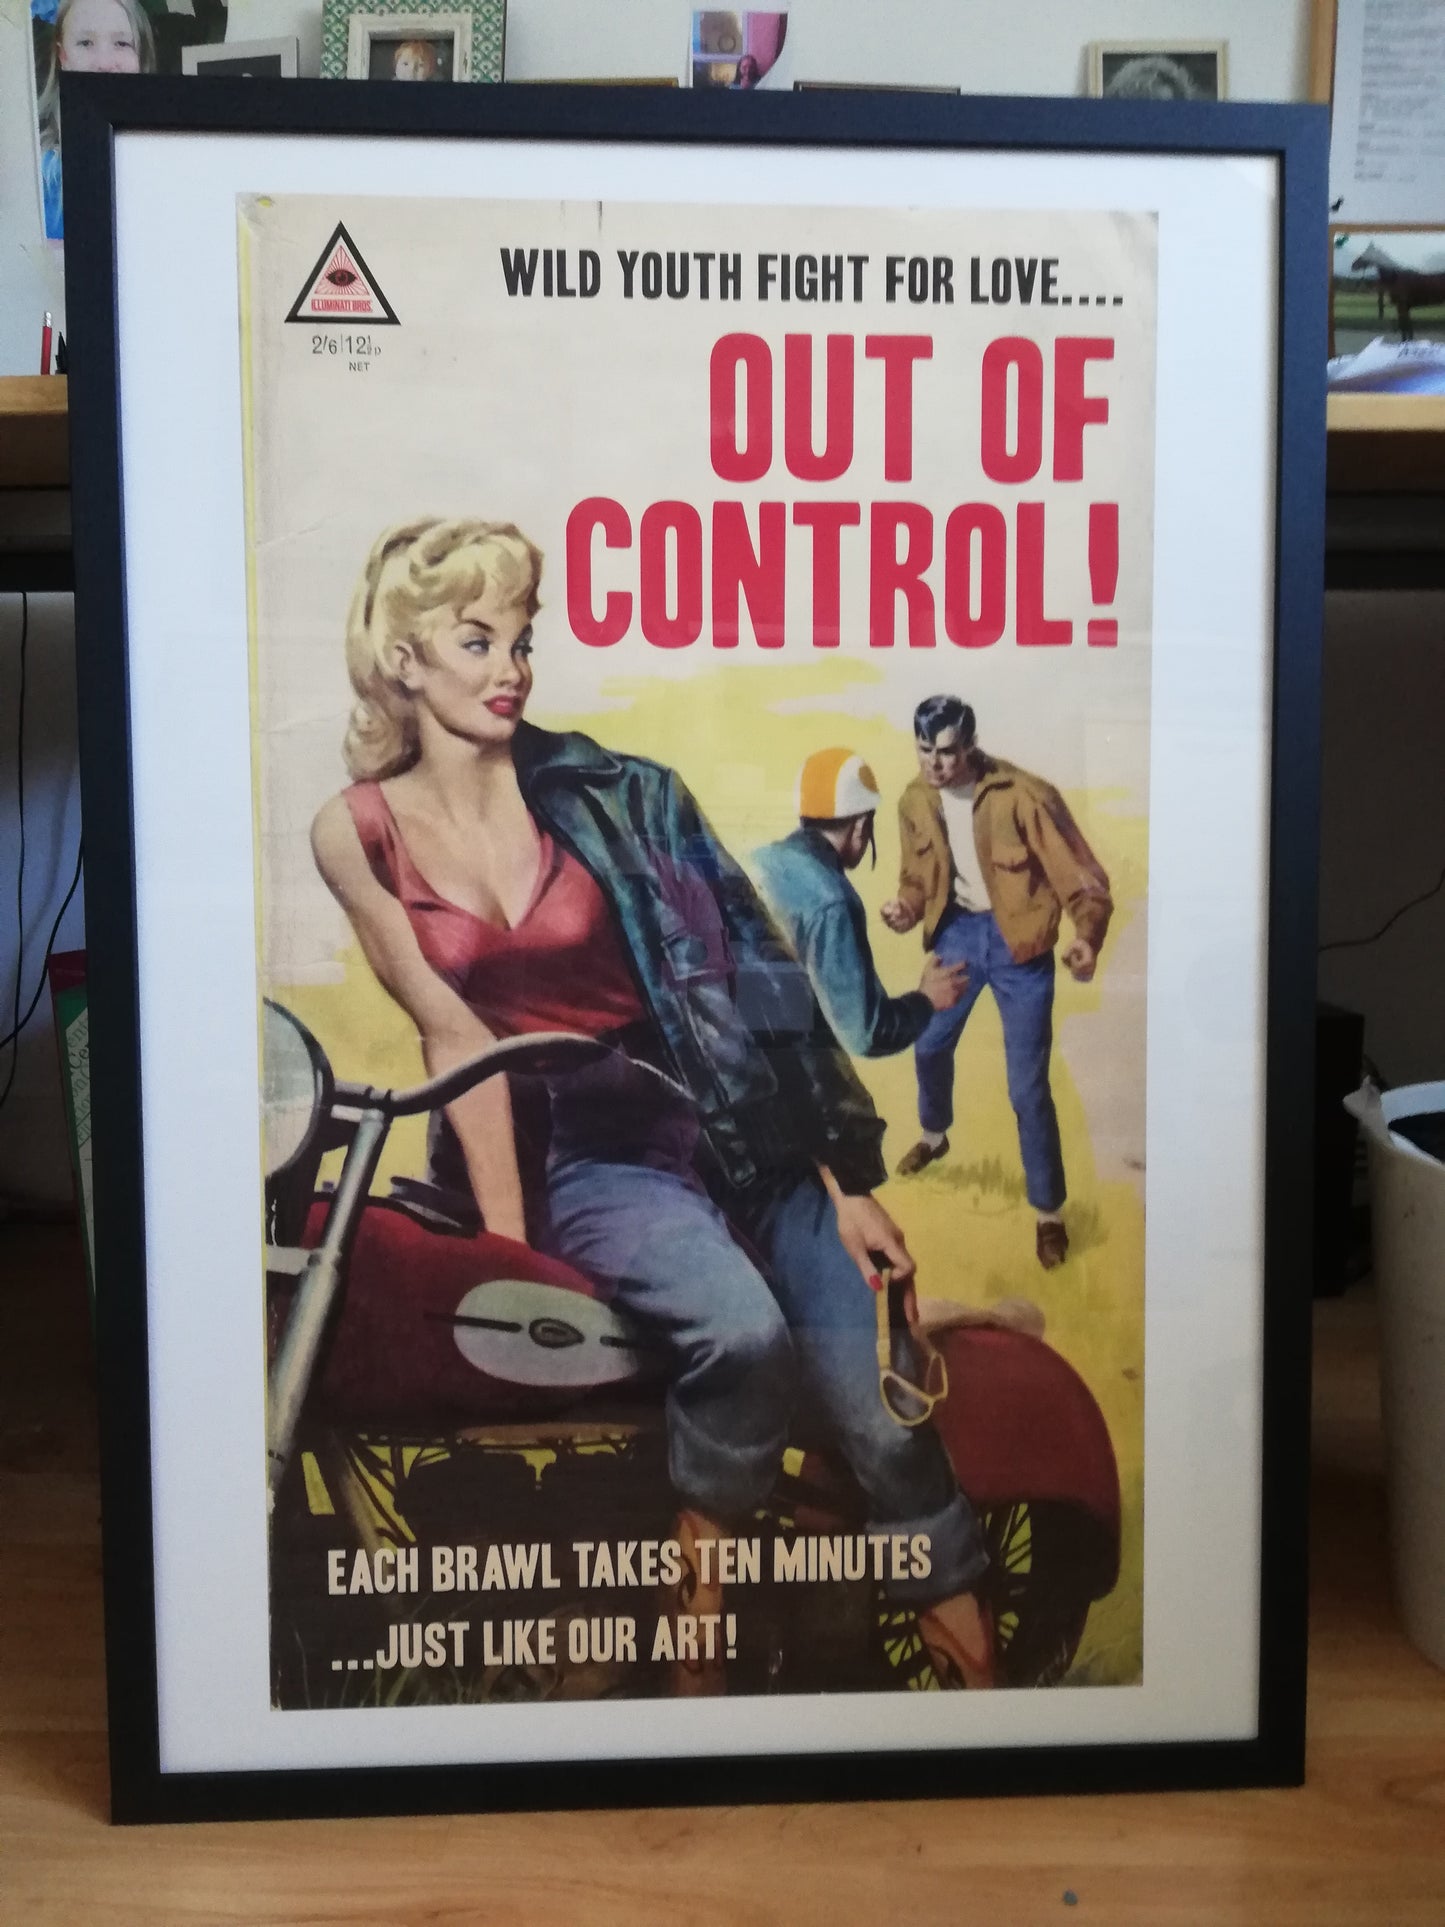 ILLUMINATI BROS.
2/6 12½D
NET
WILD YOUTH FIGHT FOR LOVE....
OUT OF
CONTROL!
EACH BRAWL TAKES TEN MINUTES
...JUST LIKE OUR ART!